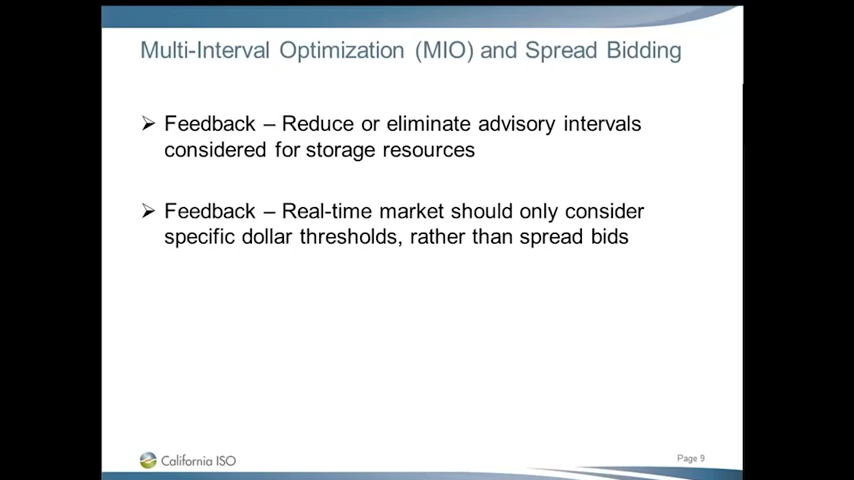 Multi-Interval Optimization (MIO) and Spread Bidding
➢ Feedback – Reduce or eliminate advisory intervals
considered for storage resources
➢ Feedback – Real-time market should only consider
specific dollar thresholds, rather than spread bids
California ISO
Page 9